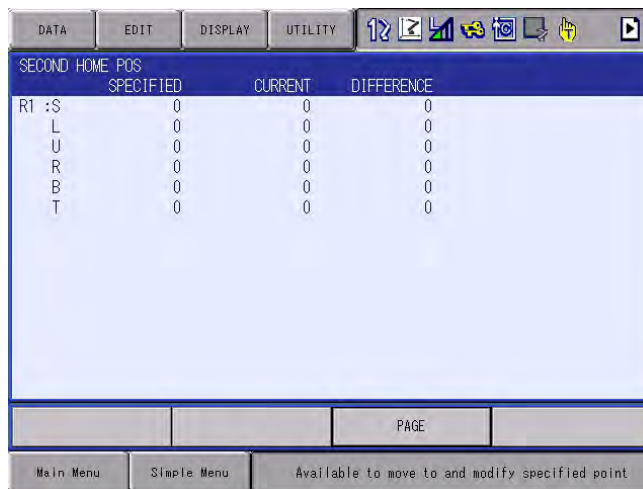 DATA EDIT DISPLAY UTILITY
SECOND HOME POS
SPECIFIED CURRENT DIFFERENCE
R1 :S 0 0 0
L 0 0 0
U 0 0 0
R 0 0 0
B 0 0 0
T 0 0 0
PAGE
Main Menu Simple Menu Available to move to and modify specified point